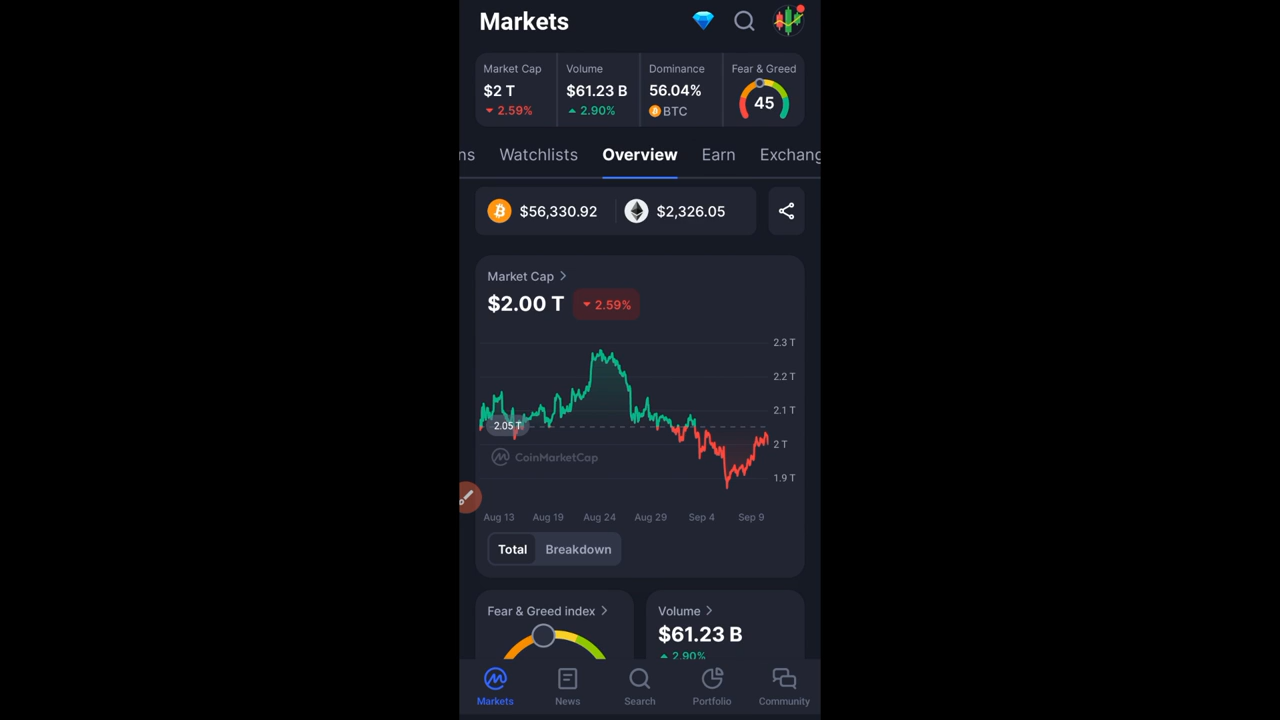 Markets
Market Cap Volume Dominance Fear & Greed
$2 T $61.23 B 56.04% 45
2.59% 2.90% BTC
ns Watchlists Overview Earn Exchang
$56,330.92 $2,326.05
Market Cap >
$2.00 T 2.59%
2.3 T
2.2 T
2.1 T
2.05 T
2 T
CoinMarketCap
1.9 T
Aug 13 Aug 19 Aug 24 Aug 29 Sep 4 Sep 9
Total Breakdown
Fear & Greed index > Volume >
$61.23 B
2.90%
Markets News Search Portfolio Community